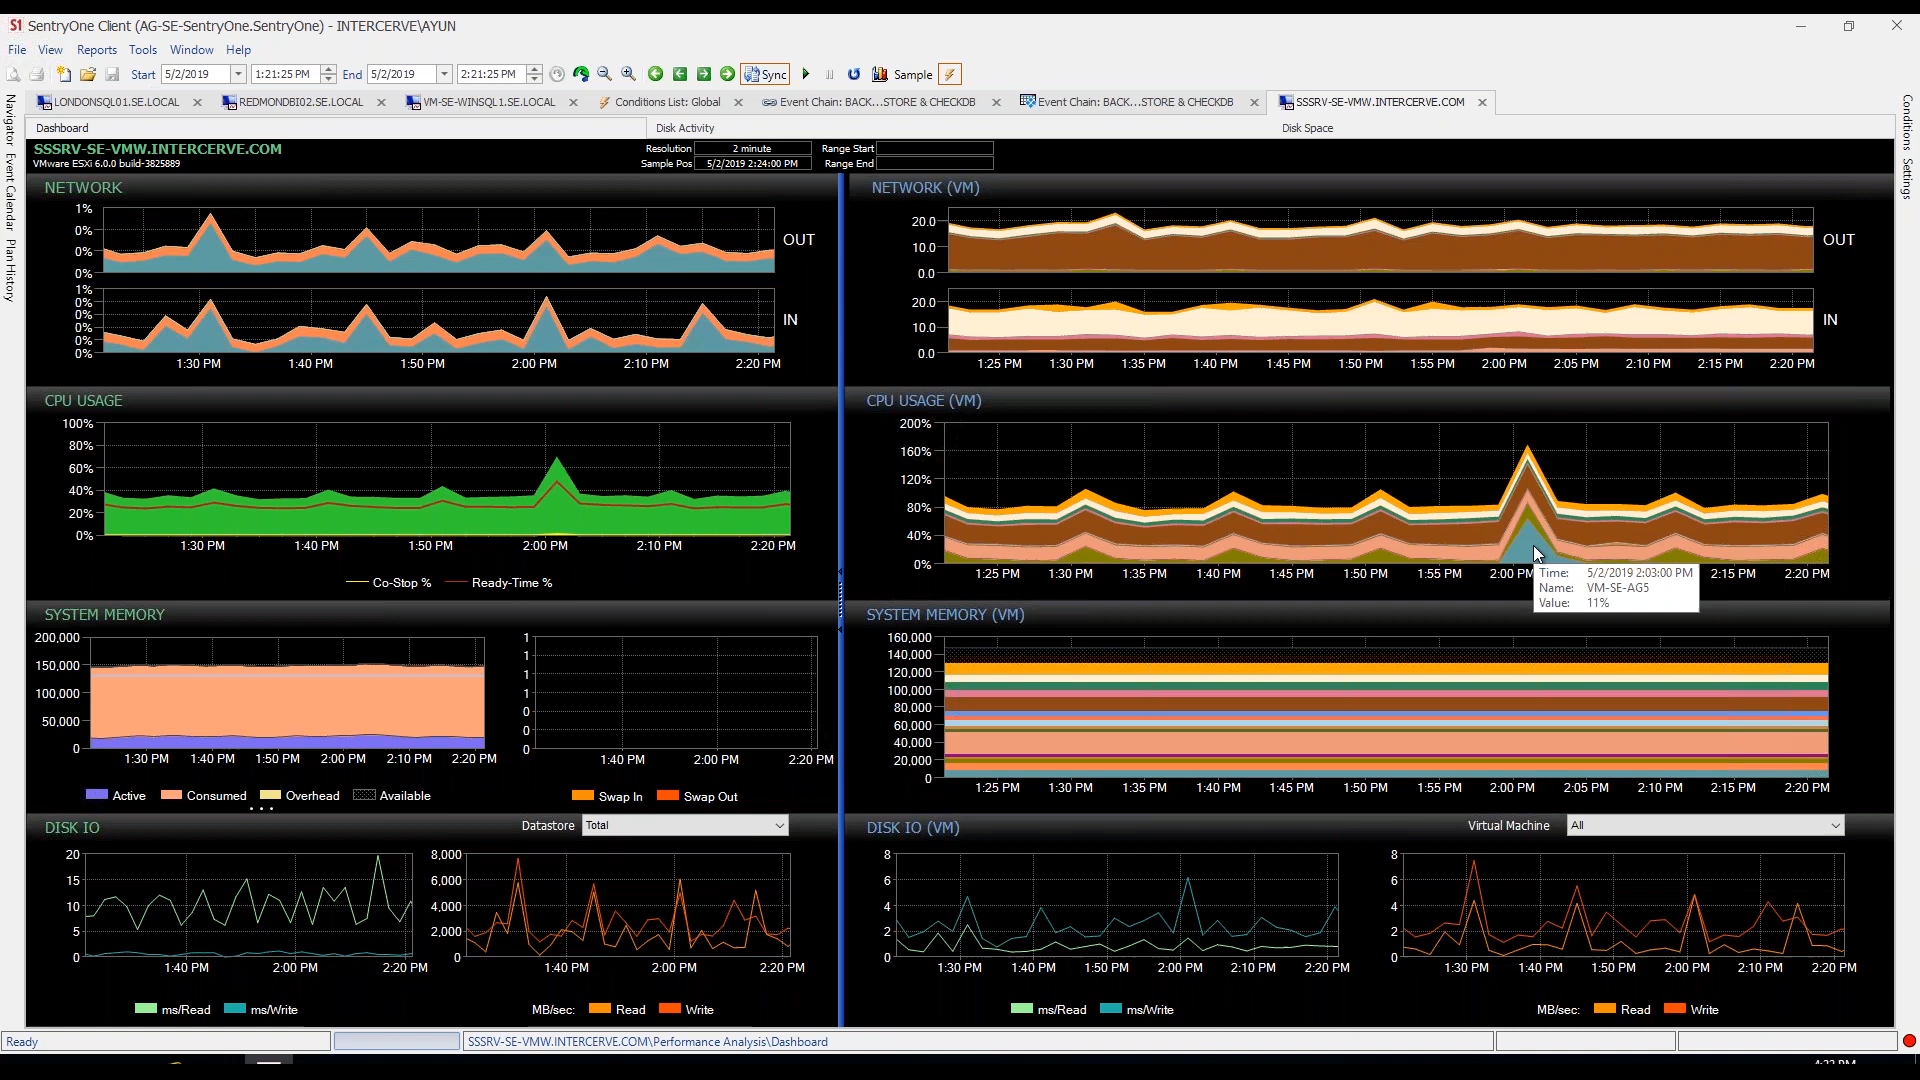 S1 SentryOne Client (AG-SE-SentryOne.SentryOne) - INTERCERVE\AYUN
File View Reports Tools Window Help
Start 5/2/2019 1:21:25 PM End 5/2/2019 2:21:25 PM Sync Sample
LONDONSQL01.SE.LOCAL REDMONDBI02.SE.LOCAL VM-SE-WINSQL1.SE.LOCAL Conditions List: Global Event Chain: BACK...STORE & CHECKDB Event Chain: BACK...STORE & CHECKDB SSSRV-SE-VMW.INTERCERVE.COM
Navigator Event Calendar Plan History
Conditions Settings
Dashboard Disk Activity Disk Space
SSSRV-SE-VMW.INTERCERVE.COM
VMware ESXi 6.0.0 build-3825889
Resolution 2 minute Range Start
Sample Pos 5/2/2019 2:24:00 PM Range End
NETWORK
1%
0%
0%
0%
OUT
1%
0%
0%
0%
0%
0%
IN
1:30 PM 1:40 PM 1:50 PM 2:00 PM 2:10 PM 2:20 PM
NETWORK (VM)
20.0
10.0
0.0
OUT
20.0
10.0
0.0
IN
1:25 PM 1:30 PM 1:35 PM 1:40 PM 1:45 PM 1:50 PM 1:55 PM 2:00 PM 2:05 PM 2:10 PM 2:15 PM 2:20 PM
CPU USAGE
100%
80%
60%
40%
20%
0%
1:30 PM 1:40 PM 1:50 PM 2:00 PM 2:10 PM 2:20 PM
Co-Stop % Ready-Time %
CPU USAGE (VM)
200%
160%
120%
80%
40%
0%
1:25 PM 1:30 PM 1:35 PM 1:40 PM 1:45 PM 1:50 PM 1:55 PM 2:00 PM 2:15 PM 2:20 PM
Time: 5/2/2019 2:03:00 PM
Name: VM-SE-AG5
Value: 11%
SYSTEM MEMORY
200,000
150,000
100,000
50,000
0
1:30 PM 1:40 PM 1:50 PM 2:00 PM 2:10 PM 2:20 PM
Active Consumed Overhead Available
1
1
1
1
0
0
0
1:40 PM 2:00 PM 2:20 PM
Swap In Swap Out
SYSTEM MEMORY (VM)
160,000
140,000
120,000
100,000
80,000
60,000
40,000
20,000
0
1:25 PM 1:30 PM 1:35 PM 1:40 PM 1:45 PM 1:50 PM 1:55 PM 2:00 PM 2:05 PM 2:10 PM 2:15 PM 2:20 PM
DISK IO Datastore Total
20
15
10
5
0
1:40 PM 2:00 PM 2:20 PM
ms/Read ms/Write
8,000
6,000
4,000
2,000
0
1:40 PM 2:00 PM 2:20 PM
MB/sec: Read Write
DISK IO (VM) Virtual Machine All
8
6
4
2
0
1:30 PM 1:40 PM 1:50 PM 2:00 PM 2:10 PM 2:20 PM
ms/Read ms/Write
8
6
4
2
0
1:30 PM 1:40 PM 1:50 PM 2:00 PM 2:10 PM 2:20 PM
MB/sec: Read Write
Ready SSSRV-SE-VMW.INTERCERVE.COM\Performance Analysis\Dashboard